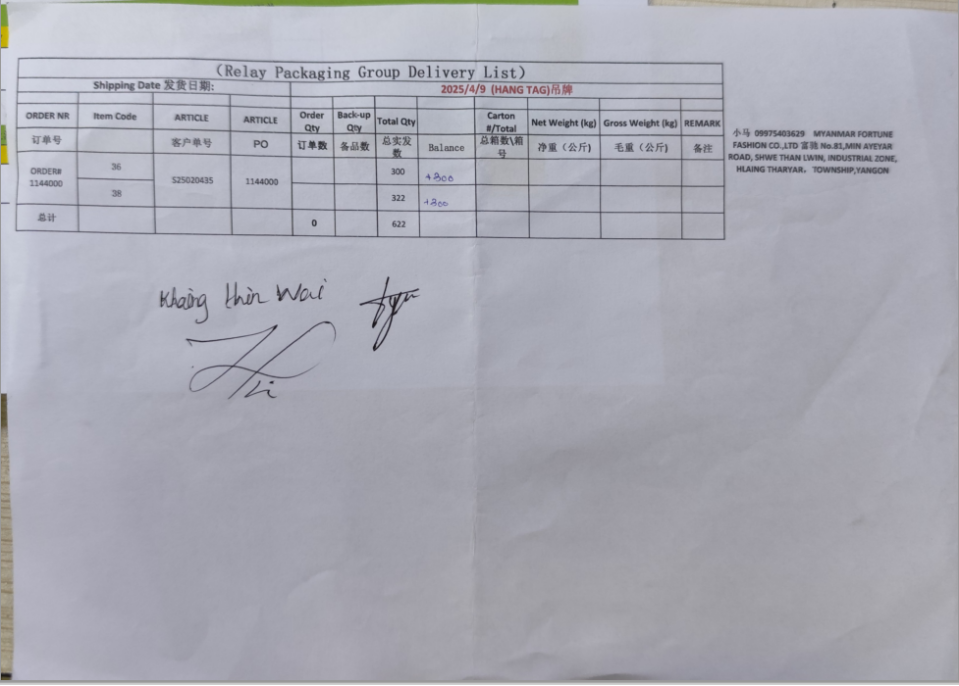 (Relay Packaging Group Delivery List)
Shipping Date 发货日期: 2025/4/9 (HANG TAG)吊牌
ORDER NR Item Code ARTICLE ARTICLE Order Qty Back-up Qty Total Qty Carton #/Total Net Weight (kg) Gross Weight (kg) REMARK
订单号 客户单号 PO 订单数 备品数 总实发数 Balance 总箱数\箱号 净重（公斤） 毛重（公斤） 备注
ORDER# 1144000 36 S25020435 1144000 300 +300
38 322 +300
总计 0 622
小马 09975403629 MYANMAR FORTUNE
FASHION CO.,LTD 富驰 No.81,MIN AYEYAR
ROAD, SHWE THAN LWIN, INDUSTRIAL ZONE,
HLAING THARYAR, TOWNSHIP,YANGON
Khaing thin Wai